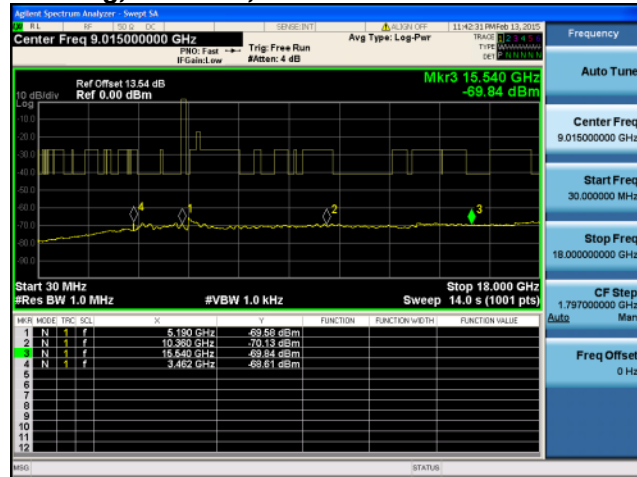 Agilent Spectrum Analyzer - Swept SA
RL RF 50 Ω DC SENSE:INT ALIGN OFF 11:42:31 PM Feb 13, 2015
Center Freq 9.015000000 GHz
PNO: Fast
IFGain:Low
Trig: Free Run
#Atten: 4 dB
Avg Type: Log-Pwr
TRACE 1 2 3 4 5 6
TYPE
DET P N N N N N
Ref Offset 13.54 dB
Ref 0.00 dBm
10 dB/div
Log
Mkr3 15.540 GHz
-69.84 dBm
-10.0
-20.0
-30.0
-40.0
-50.0
-60.0
-70.0
-80.0
-90.0
4
1
2
3
Start 30 MHz
Stop 18.000 GHz
#Res BW 1.0 MHz
#VBW 1.0 kHz
Sweep 14.0 s (1001 pts)
MKR MODE TRC SCL X Y FUNCTION FUNCTION WIDTH FUNCTION VALUE
1 N 1 f 5.190 GHz -69.58 dBm
2 N 1 f 10.360 GHz -70.13 dBm
3 N 1 f 15.540 GHz -69.84 dBm
4 N 1 f 3.462 GHz -68.61 dBm
5
6
7
8
9
10
11
12
MSG
STATUS
Frequency
Auto Tune
Center Freq
9.015000000 GHz
Start Freq
30.000000 MHz
Stop Freq
18.000000000 GHz
CF Step
1.797000000 GHz
Auto Man
Freq Offset
0 Hz